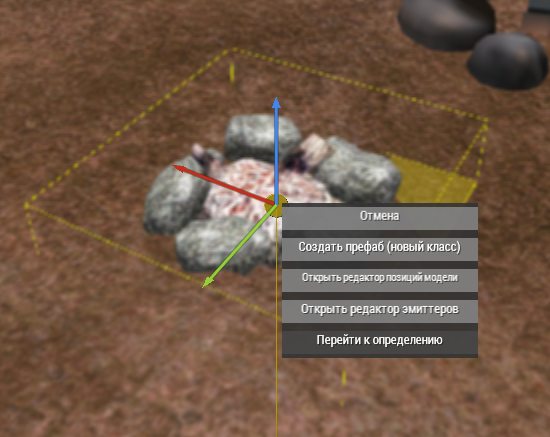 Отмена
Создать префаб (новый класс)
Открыть редактор позиций модели
Открыть редактор эмиттеров
Перейти к определению